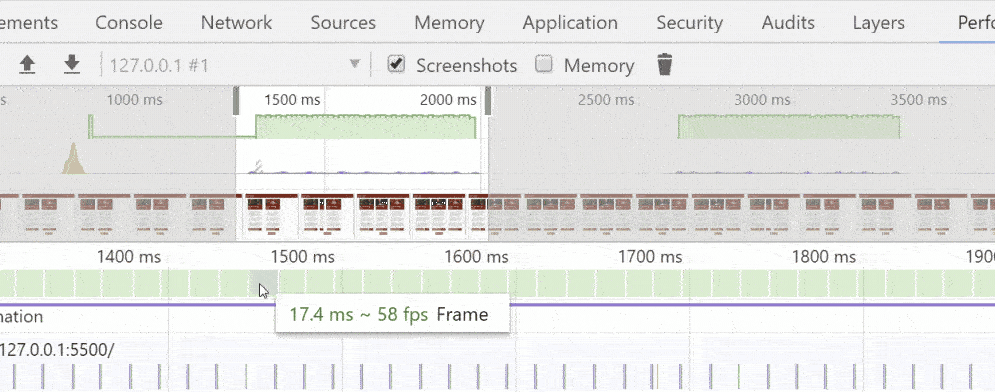 ements Console Network Sources Memory Application Security Audits Layers Perfo
127.0.0.1 #1 Screenshots Memory
s 1000 ms 1500 ms 2000 ms 2500 ms 3000 ms 3500 ms
1400 ms 1500 ms 1600 ms 1700 ms 1800 ms 190
17.4 ms ~ 58 fps Frame
nation
127.0.0.1:5500/